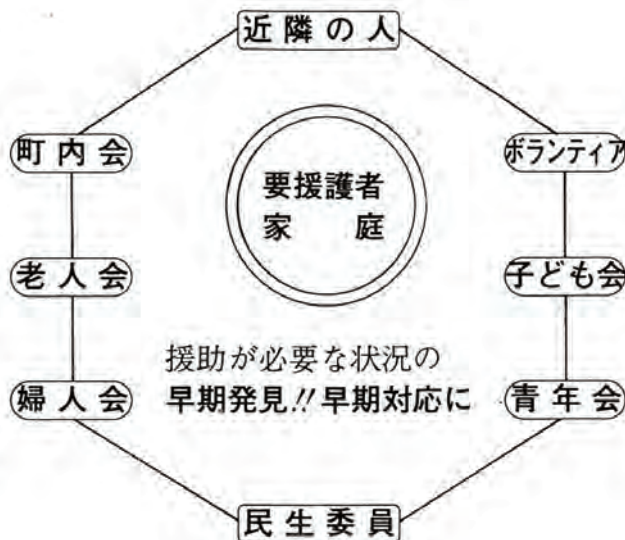 近隣の人
町内会
ボランティア
要援護者
家庭
老人会
子ども会
援助が必要な状況の
早期発見!!早期対応に
婦人会
青年会
民生委員